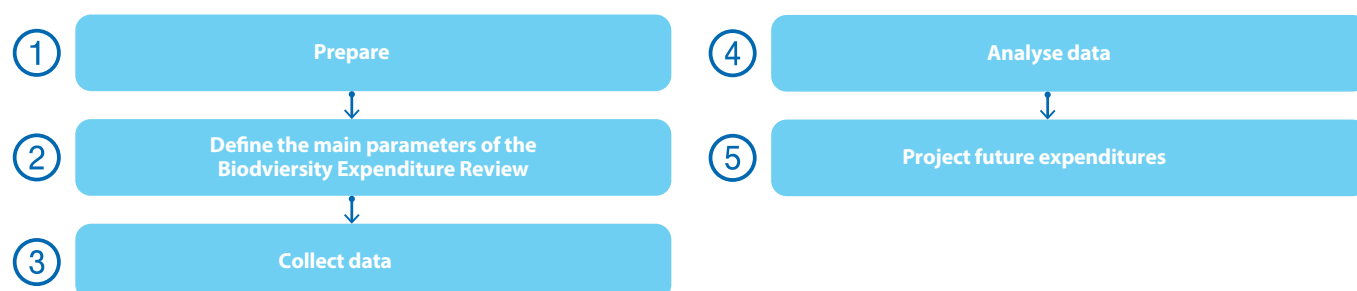 1
Prepare
2
Define the main parameters of the
Biodviersity Expenditure Review
3
Collect data
4
Analyse data
5
Project future expenditures